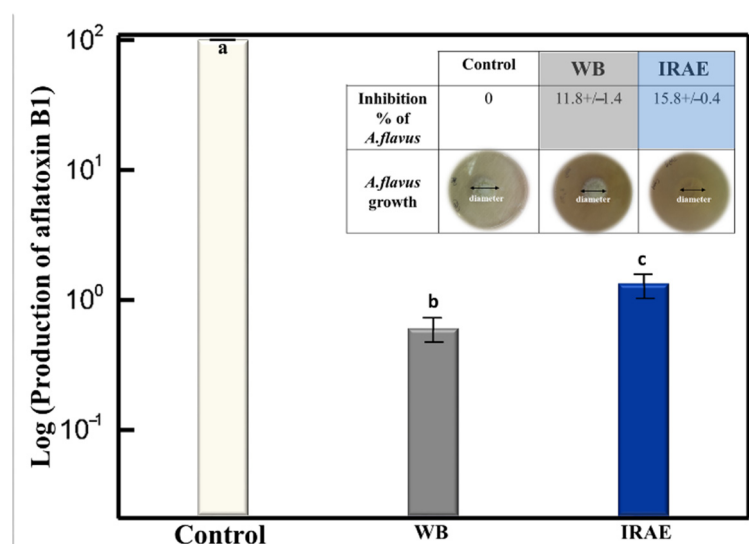 Log (Production of aflatoxin B1)
10²
10¹
10⁰
10⁻¹
a
b
c
Control
WB
IRAE
Control WB IRAE
Inhibition
% of
A.flavus
0 11.8+/-1.4 15.8+/-0.4
A.flavus
growth
diameter diameter diameter